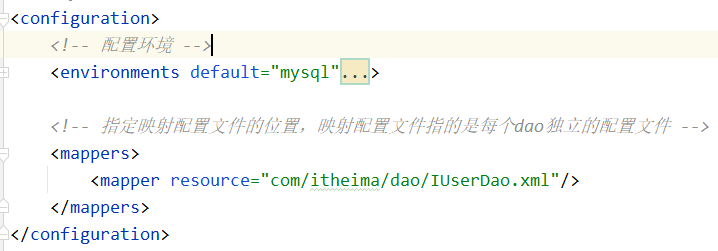 <configuration>
<!-- 配置环境 -->
<environments default="mysql"...>
<!-- 指定映射配置文件的位置，映射配置文件指的是每个dao独立的配置文件 -->
<mappers>
<mapper resource="com/itheima/dao/IUserDao.xml"/>
</mappers>
</configuration>